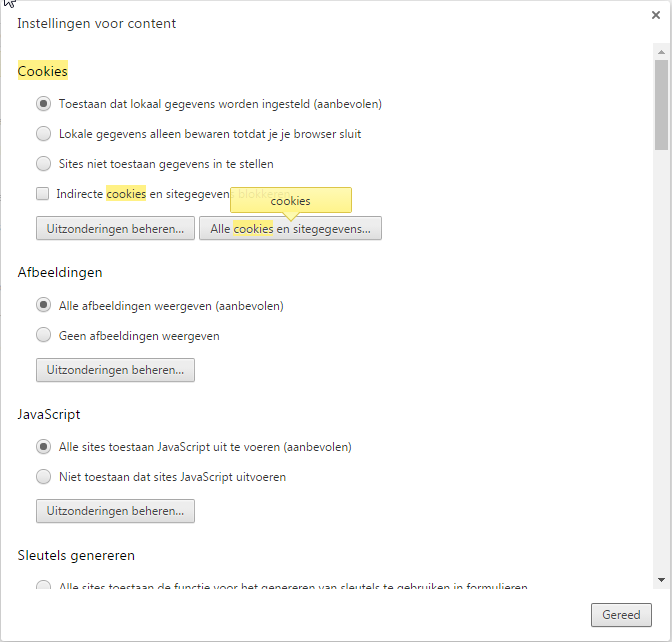 Instellingen voor content
Cookies
Toestaan dat lokaal gegevens worden ingesteld (aanbevolen)
Lokale gegevens alleen bewaren totdat je je browser sluit
Sites niet toestaan gegevens in te stellen
Indirecte cookies en sitegegevens blokkeren
cookies
Uitzonderingen beheren... Alle cookies en sitegegevens...
Afbeeldingen
Alle afbeeldingen weergeven (aanbevolen)
Geen afbeeldingen weergeven
Uitzonderingen beheren...
JavaScript
Alle sites toestaan JavaScript uit te voeren (aanbevolen)
Niet toestaan dat sites JavaScript uitvoeren
Uitzonderingen beheren...
Sleutels genereren
Alle sites toestaan de functie voor het genereren van sleutels te gebruiken in formulieren
Gereed